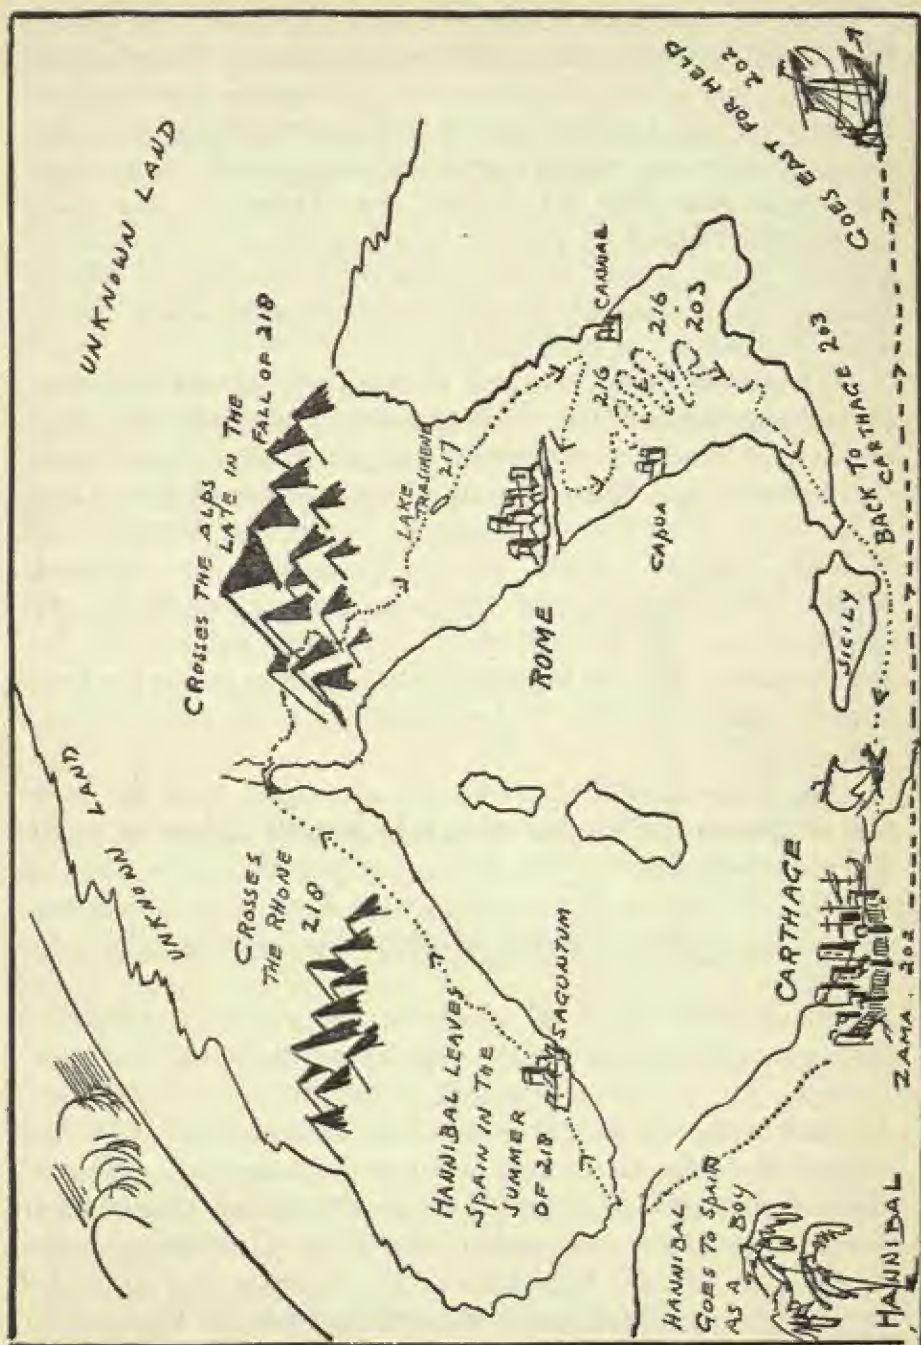 UNKNOWN LAND
CROSSES THE ALPS
LATE IN THE
FALL OF 218
UNKNOWN LAND
CROSSES
THE RHONE
218
HANNIBAL LEAVES
SPAIN IN THE
SUMMER
OF 218
SAGUNTUM
LAKE
TRASIMENE
217
ROME
CANNAE
216
216
203
CAPUA
SICILY
BACK TO
CARTHAGE 203
GOES EAST FOR HELP
202
CARTHAGE
HANNIBAL
GOES TO SPAIN
AS A BOY
ZAMA. 202
HANNIBAL